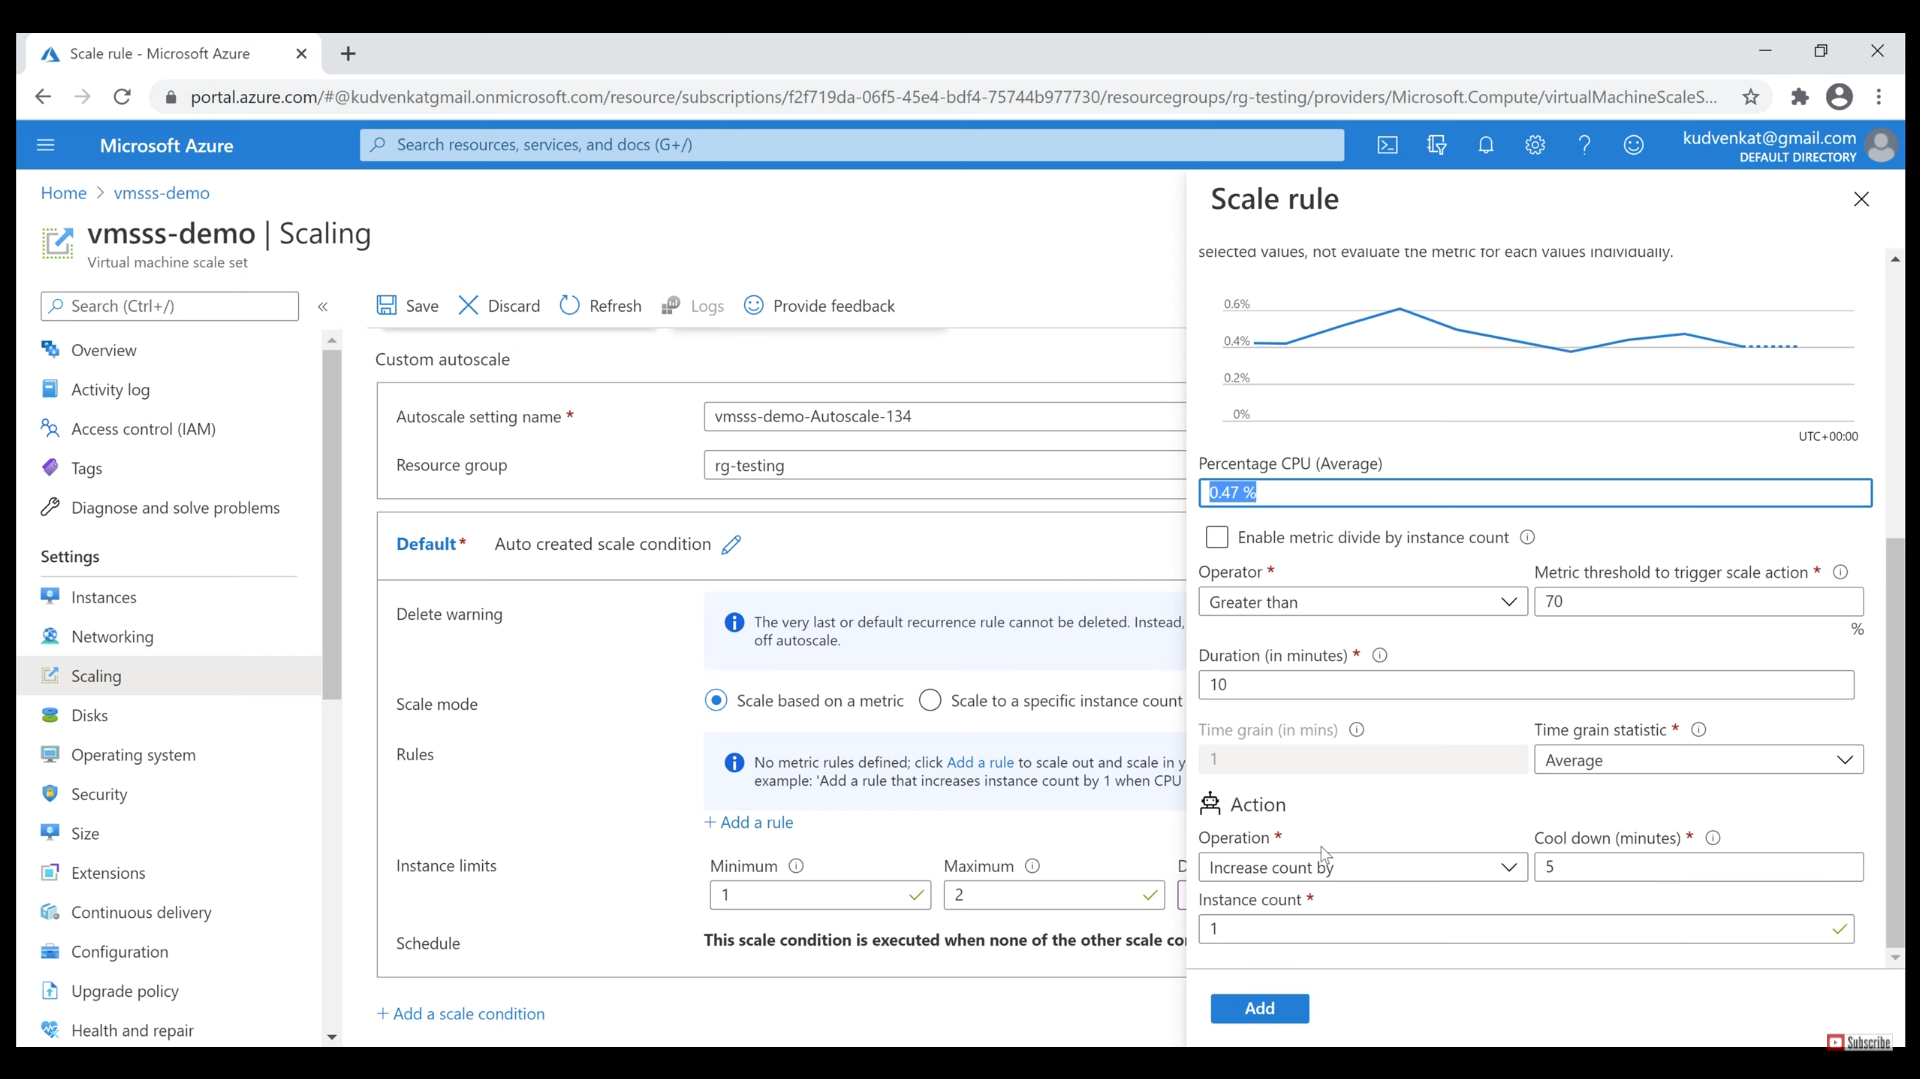 Scale rule - Microsoft Azure
portal.azure.com/#@kudvenkatgmail.onmicrosoft.com/resource/subscriptions/f2f719da-06f5-45e4-bdf4-75744b977730/resourcegroups/rg-testing/providers/Microsoft.Compute/virtualMachineScaleS...
Microsoft Azure
Search resources, services, and docs (G+/)
kudvenkat@gmail.com
DEFAULT DIRECTORY
Home > vmsss-demo
vmsss-demo | Scaling
Virtual machine scale set
Search (Ctrl+/)
«
Overview
Activity log
Access control (IAM)
Tags
Diagnose and solve problems
Settings
Instances
Networking
Scaling
Disks
Operating system
Security
Size
Extensions
Continuous delivery
Configuration
Upgrade policy
Health and repair
Save Discard Refresh Logs Provide feedback
Custom autoscale
Autoscale setting name * vmsss-demo-Autoscale-134
Resource group rg-testing
Default* Auto created scale condition
Delete warning
The very last or default recurrence rule cannot be deleted. Instead,
off autoscale.
Scale mode Scale based on a metric Scale to a specific instance count
Rules
No metric rules defined; click Add a rule to scale out and scale in y
example: 'Add a rule that increases instance count by 1 when CPU
+ Add a rule
Instance limits Minimum Maximum D
1 2
Schedule This scale condition is executed when none of the other scale co
+ Add a scale condition
Scale rule
selected values, not evaluate the metric for each values individually.
0.6%
0.4%
0.2%
0%
UTC+00:00
Percentage CPU (Average)
0.47 %
Enable metric divide by instance count
Operator * Metric threshold to trigger scale action *
Greater than 70
%
Duration (in minutes) *
10
Time grain (in mins) Time grain statistic *
1 Average
Action
Operation * Cool down (minutes) *
Increase count by 5
Instance count *
1
Add
Subscribe